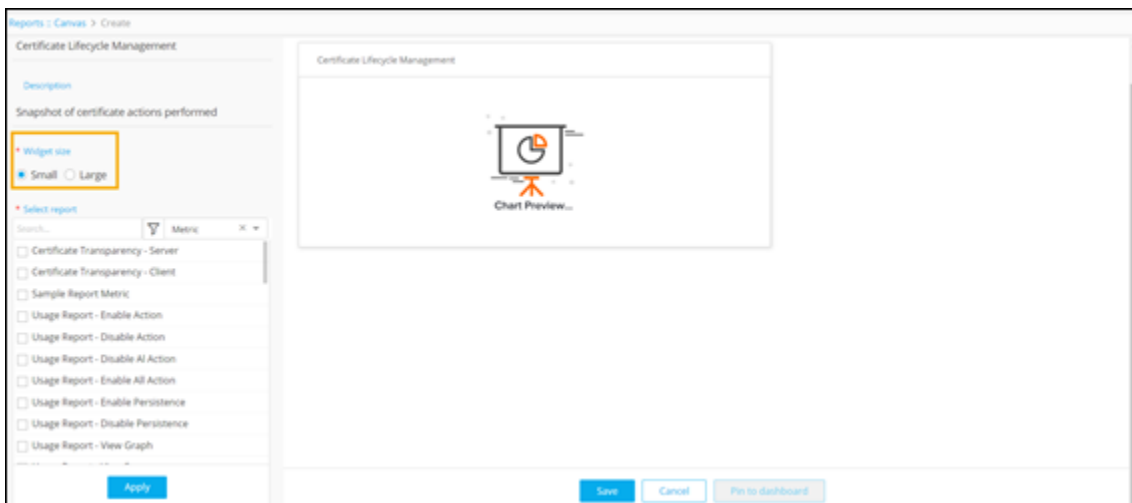 Reports :: Canvas > Create
Certificate Lifecycle Management
Description
Snapshot of certificate actions performed
* Widget size
Small Large
* Select report
Search... Metric
Certificate Transparency - Server
Certificate Transparency - Client
Sample Report Metric
Usage Report - Enable Action
Usage Report - Disable Action
Usage Report - Disable Al Action
Usage Report - Enable All Action
Usage Report - Enable Persistence
Usage Report - Disable Persistence
Usage Report - View Graph
Apply
Certificate Lifecycle Management
Chart Preview...
Save Cancel Pin to dashboard